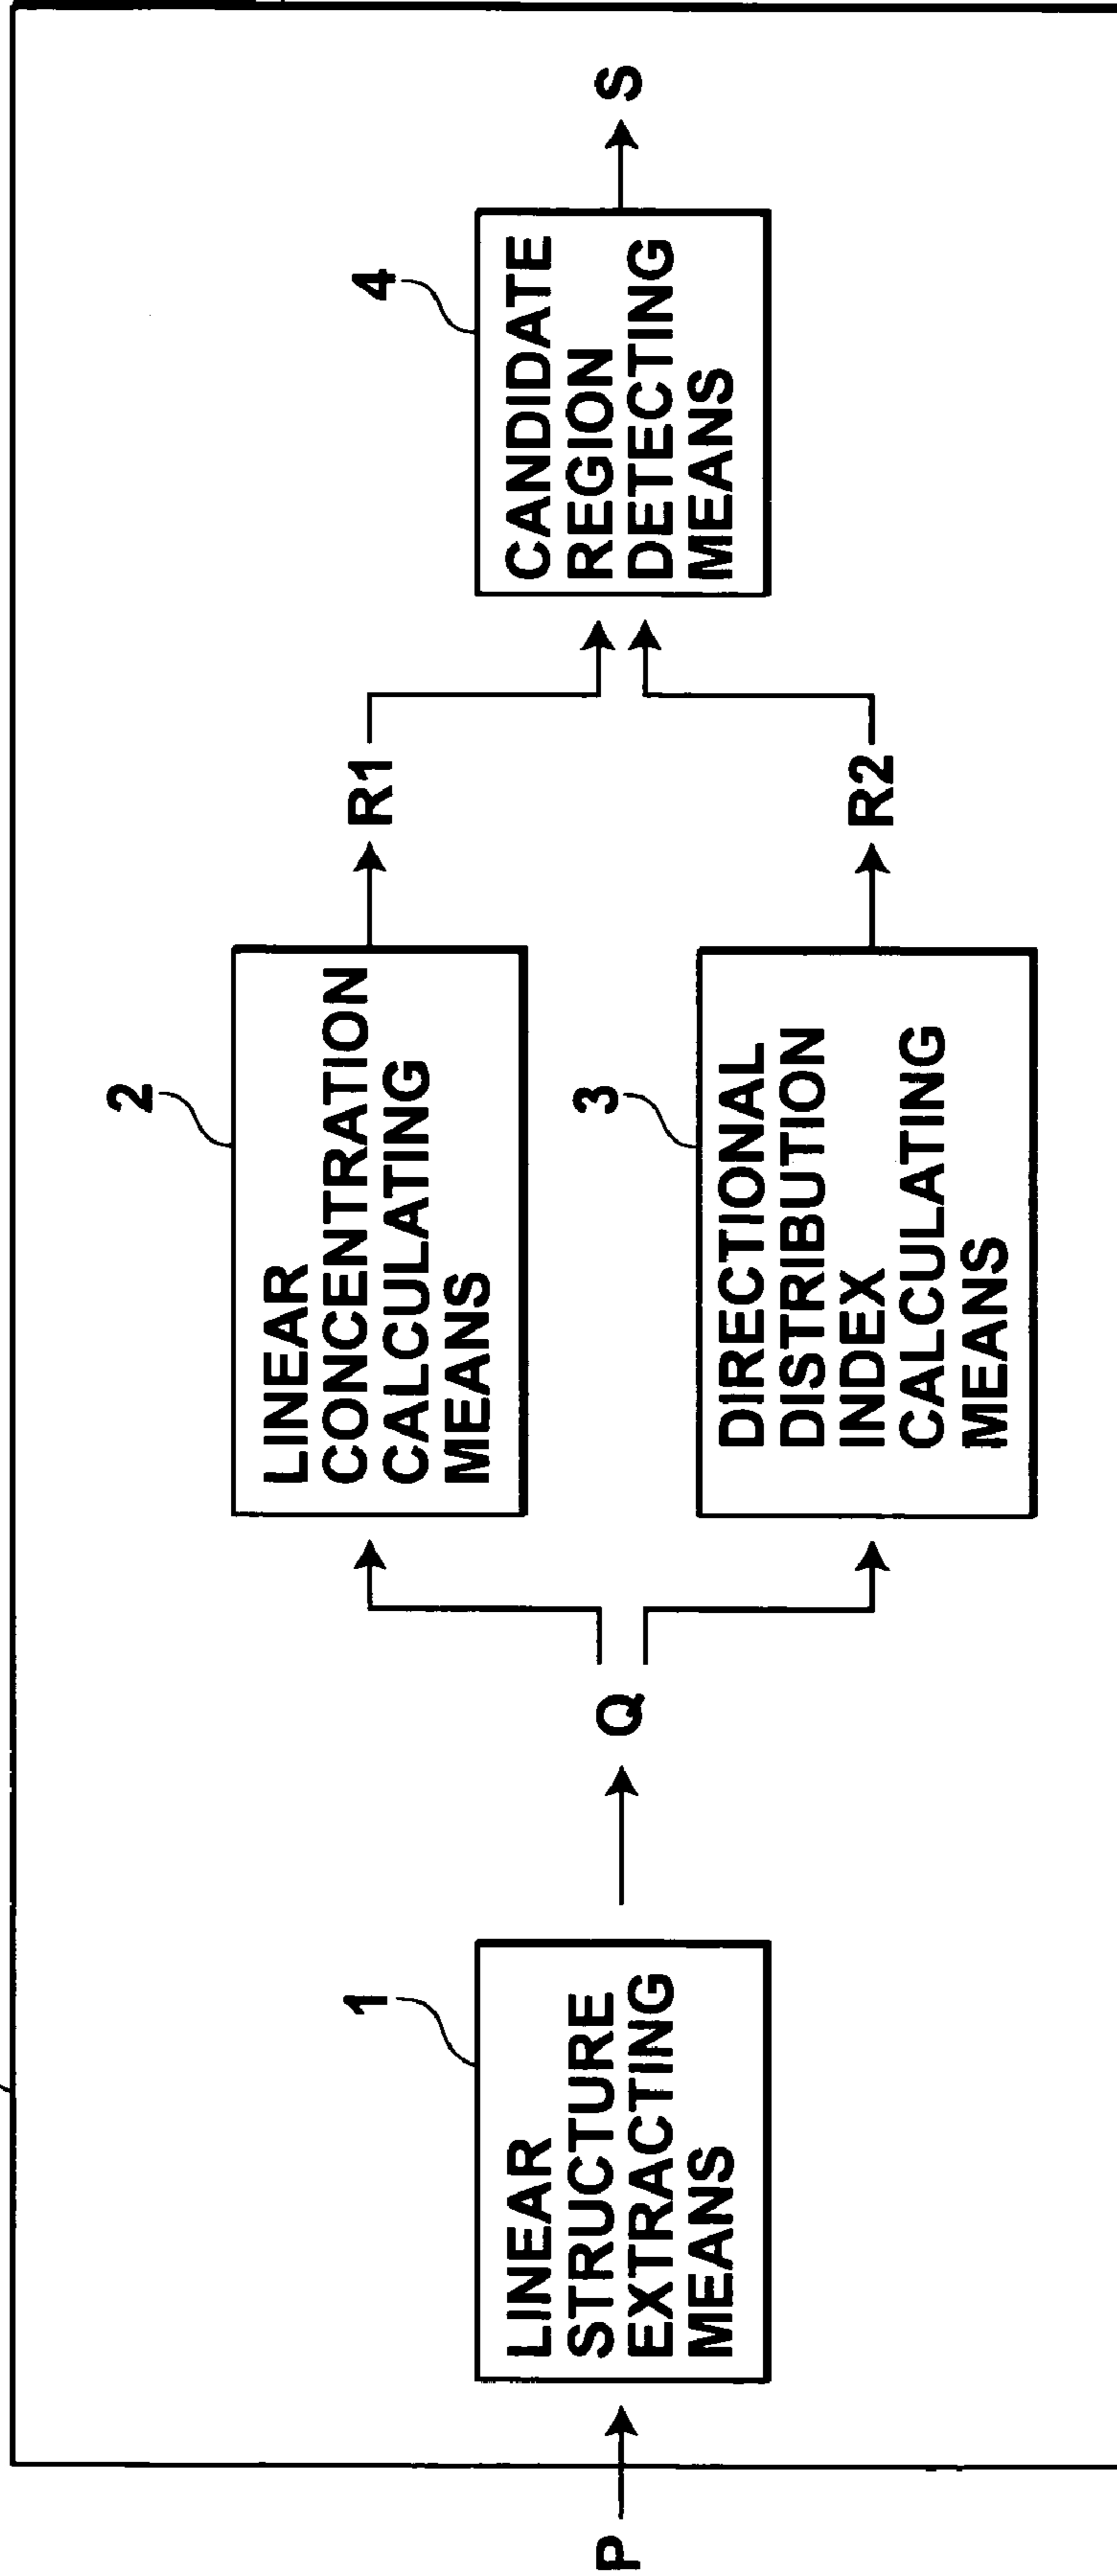 P
1
LINEAR
STRUCTURE
EXTRACTING
MEANS
Q
2
LINEAR
CONCENTRATION
CALCULATING
MEANS
R1
3
DIRECTIONAL
DISTRIBUTION
INDEX
CALCULATING
MEANS
R2
4
CANDIDATE
REGION
DETECTING
MEANS
S